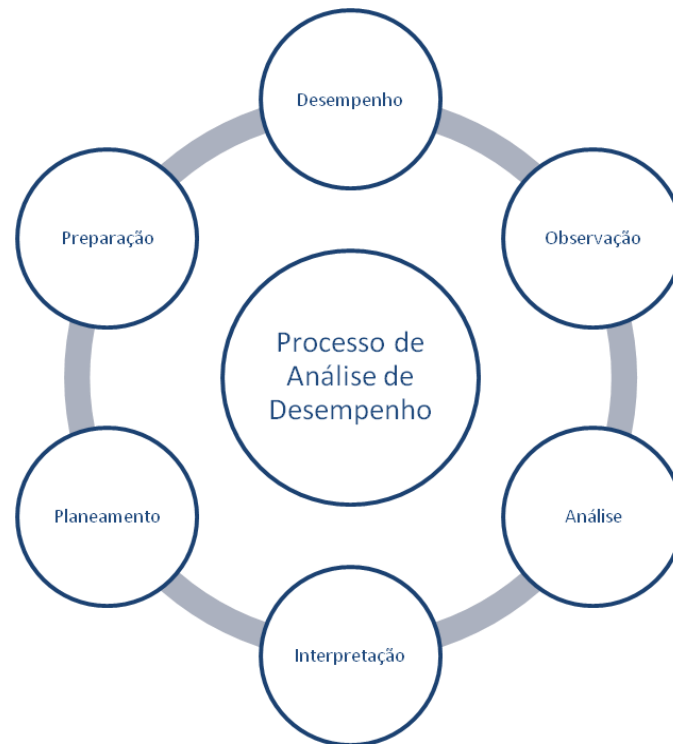 Desempenho
Observação
Análise
Interpretação
Planeamento
Preparação
Processo de
Análise de
Desempenho